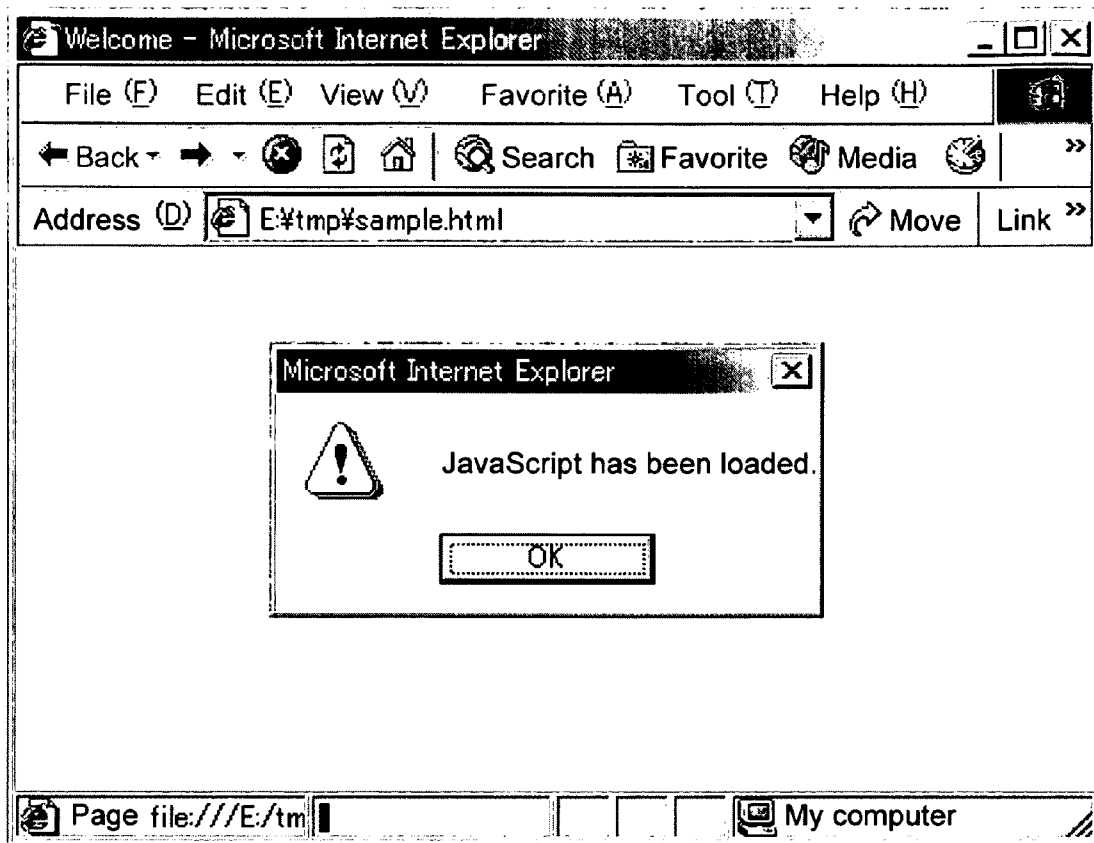 Welcome - Microsoft Internet Explorer
File (F) Edit (E) View (V) Favorite (A) Tool (T) Help (H)
Back Search Favorite Media »
Address (D) E:¥tmp¥sample.html Move Link »
Microsoft Internet Explorer
JavaScript has been loaded.
OK
Page file:///E:/tm My computer